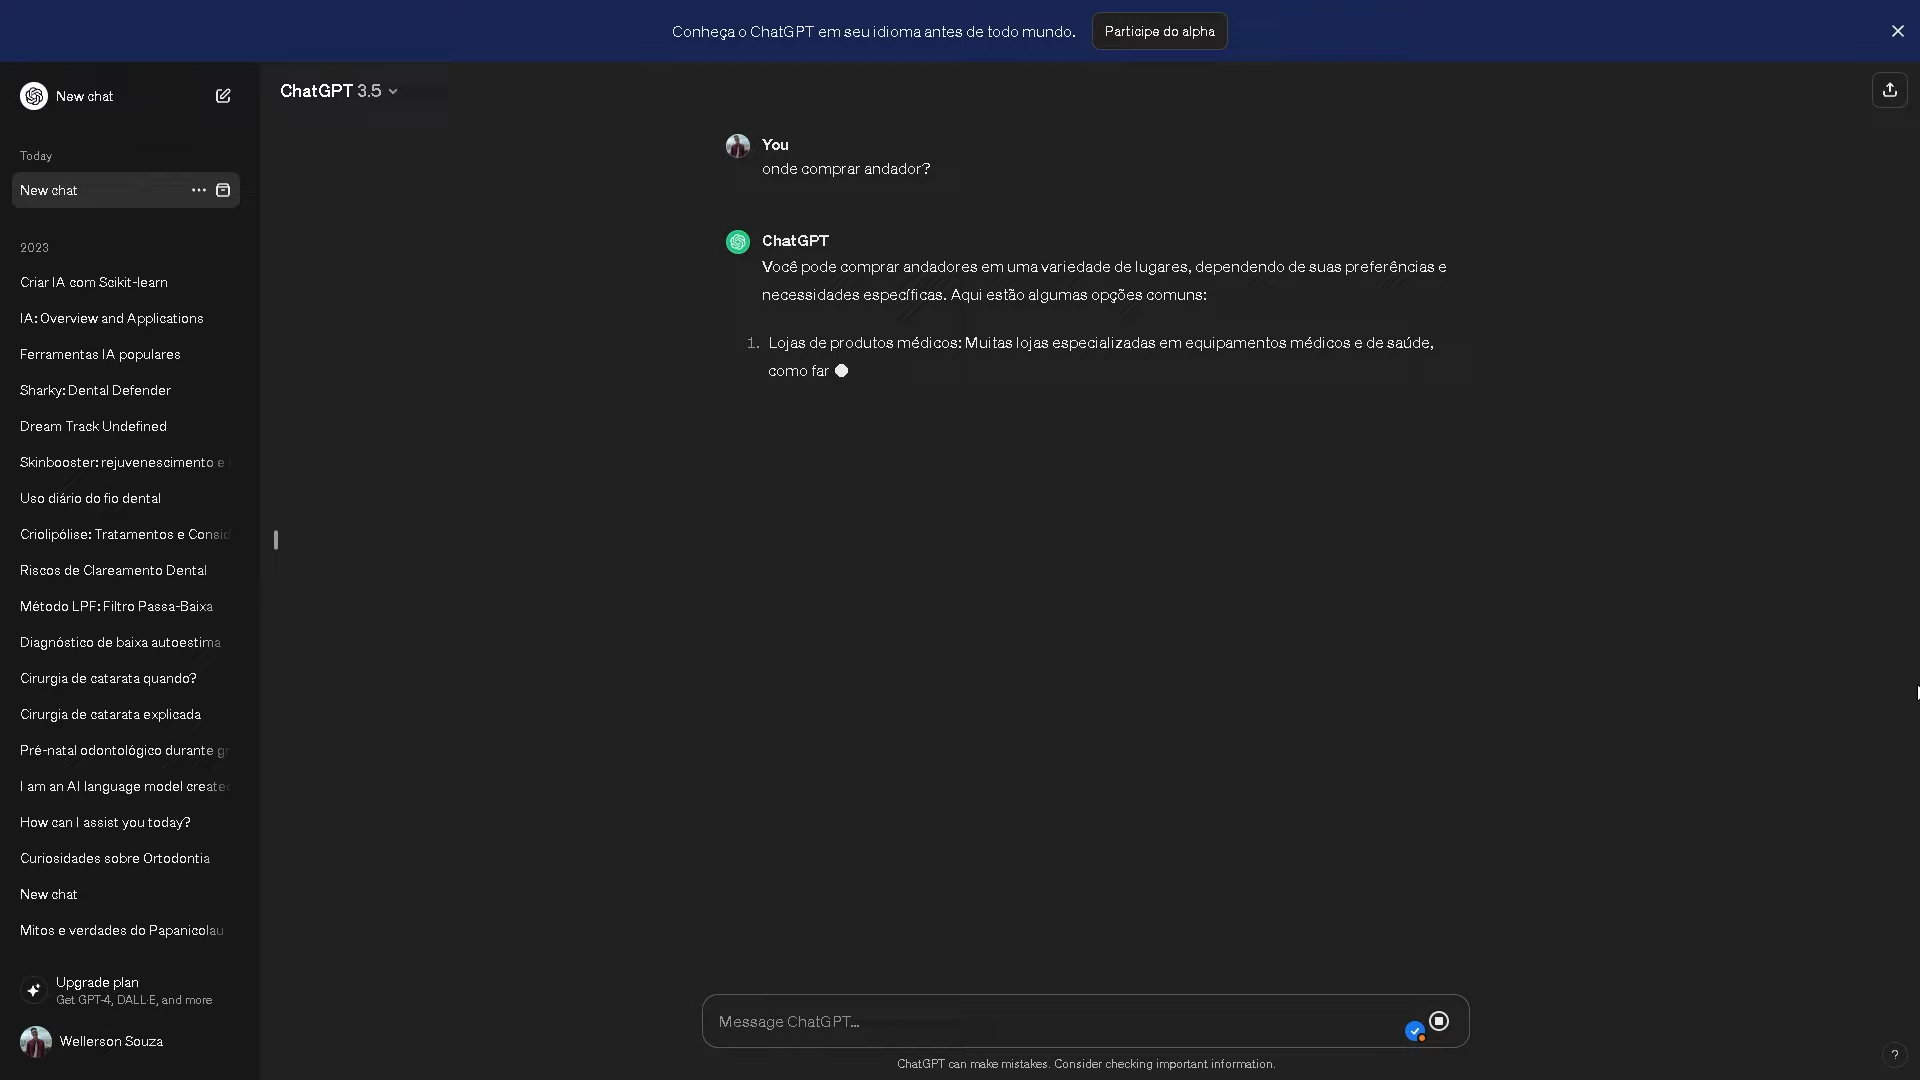 Conheça o ChatGPT em seu idioma antes de todo mundo.
Participe do alpha
New chat
ChatGPT 3.5
Today
New chat
2023
Criar IA com Scikit-learn
IA: Overview and Applications
Ferramentas IA populares
Sharky: Dental Defender
Dream Track Undefined
Skinbooster: rejuvenescimento e
Uso diário do fio dental
Criolipólise: Tratamentos e Consid
Riscos de Clareamento Dental
Método LPF: Filtro Passa-Baixa
Diagnóstico de baixa autoestima
Cirurgia de catarata quando?
Cirurgia de catarata explicada
Pré-natal odontológico durante gr
I am an AI language model create
How can I assist you today?
Curiosidades sobre Ortodontia
New chat
Mitos e verdades do Papanicolau
Upgrade plan
Get GPT-4, DALL·E, and more
Wellerson Souza
You
onde comprar andador?
ChatGPT
Você pode comprar andadores em uma variedade de lugares, dependendo de suas preferências e
necessidades específicas. Aqui estão algumas opções comuns:
1. Lojas de produtos médicos: Muitas lojas especializadas em equipamentos médicos e de saúde,
como far
Message ChatGPT...
ChatGPT can make mistakes. Consider checking important information.
?